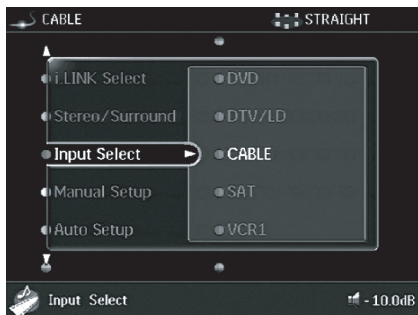 CABLE STRAIGHT
i.LINK Select
Stereo/Surround
Input Select
Manual Setup
Auto Setup
DVD
DTV/LD
CABLE
SAT
VCR1
Input Select -10.0dB